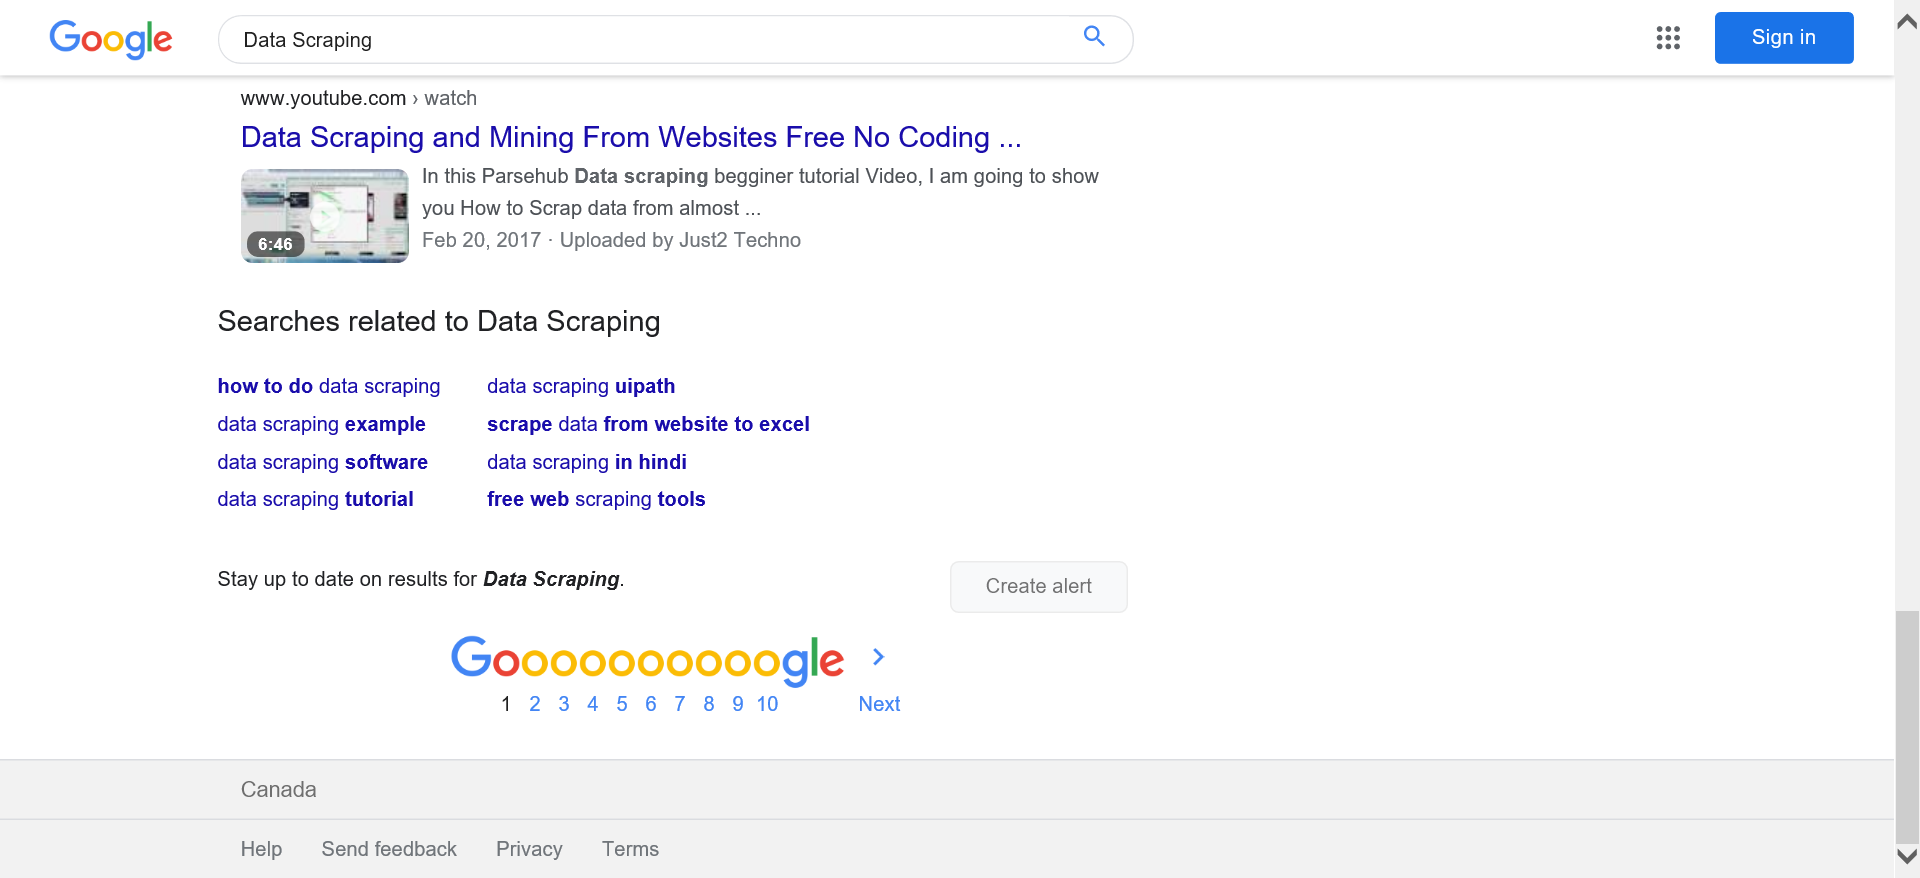 Google
Data Scraping
Sign in
www.youtube.com › watch
Data Scraping and Mining From Websites Free No Coding ...
In this Parsehub Data scraping begginer tutorial Video, I am going to show
you How to Scrap data from almost ...
6:46
Feb 20, 2017 · Uploaded by Just2 Techno
Searches related to Data Scraping
how to do data scraping
data scraping uipath
data scraping example
scrape data from website to excel
data scraping software
data scraping in hindi
data scraping tutorial
free web scraping tools
Stay up to date on results for Data Scraping.
Create alert
Goooooooooogle
1 2 3 4 5 6 7 8 9 10 Next
Canada
Help Send feedback Privacy Terms